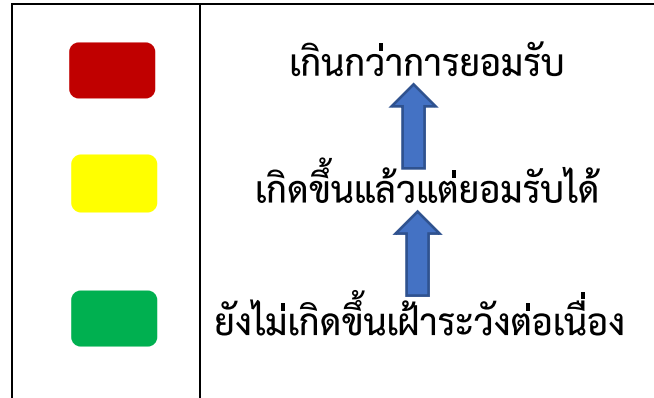 เกินกว่าการยอมรับ
เกิดขึ้นแล้วแต่ยอมรับได้
ยังไม่เกิดขึ้นเฝ้าระวังต่อเนื่อง